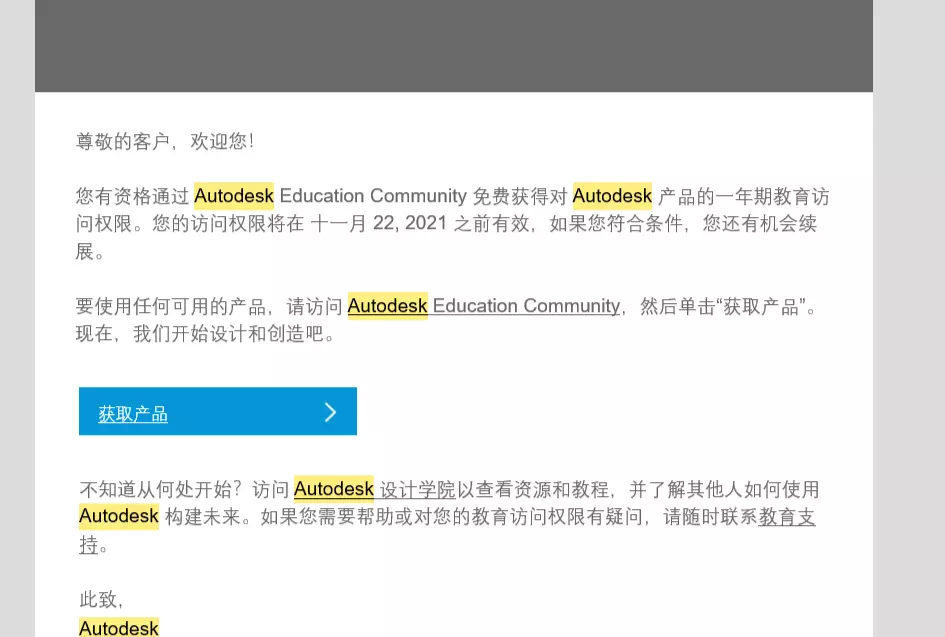 尊敬的客户，欢迎您！
您有资格通过 Autodesk Education Community 免费获得对 Autodesk 产品的一年期教育访
问权限。您的访问权限将在 十一月 22, 2021 之前有效，如果您符合条件，您还有机会续
展。
要使用任何可用的产品，请访问 Autodesk Education Community，然后单击“获取产品”。
现在，我们开始设计和创造吧。
获取产品
不知道从何处开始？访问 Autodesk 设计学院以查看资源和教程，并了解其他人如何使用
Autodesk 构建未来。如果您需要帮助或对您的教育访问权限有疑问，请随时联系教育支
持。
此致，
Autodesk